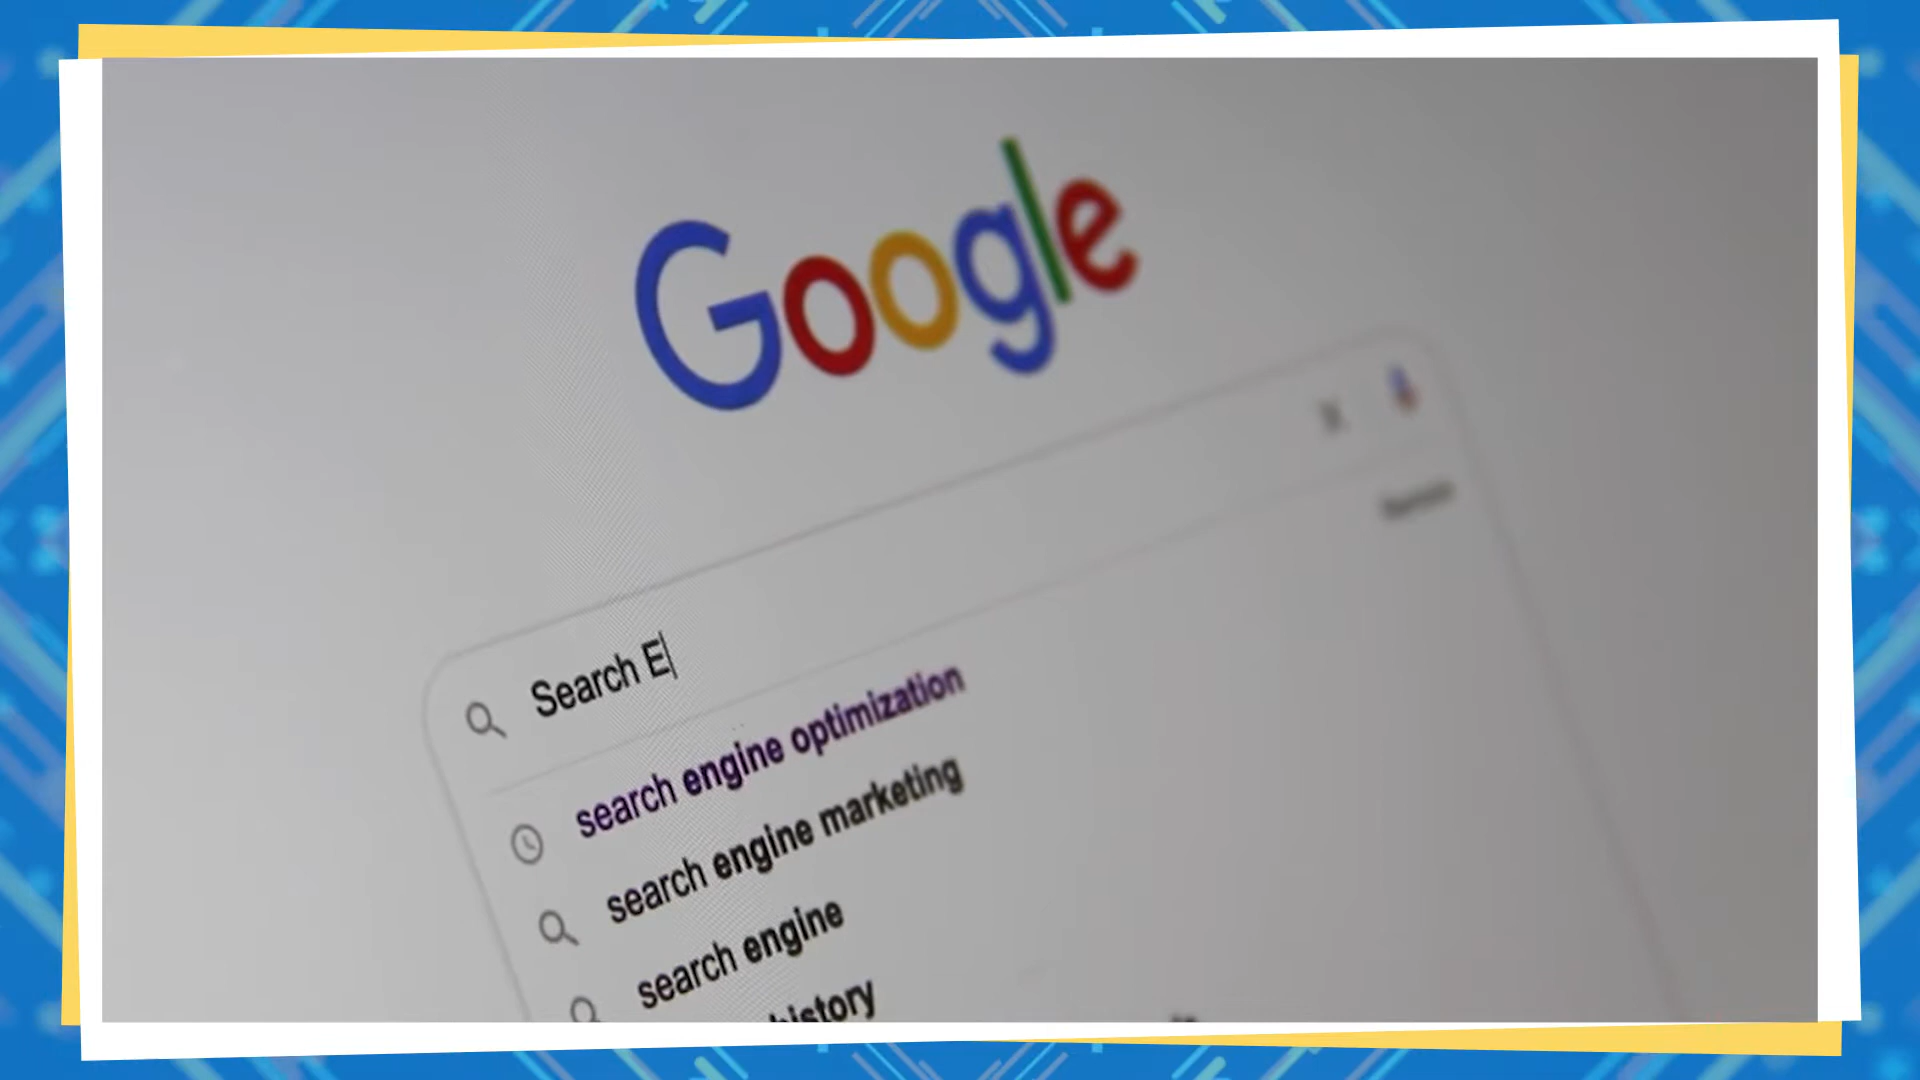 Google
Search E
search engine optimization
search engine marketing
search engine
history